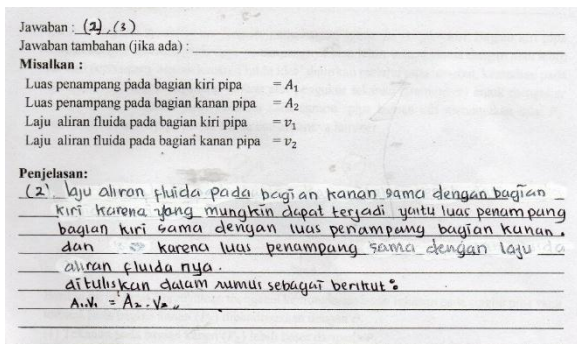 Jawaban : (2), (3)
Jawaban tambahan (jika ada) :
Misalkan :
Luas penampang pada bagian kiri pipa = A₁
Luas penampang pada bagian kanan pipa = A₂
Laju aliran fluida pada bagian kiri pipa = v₁
Laju aliran fluida pada bagian kanan pipa = v₂
Penjelasan:
(2) laju aliran fluida pada bagian kanan sama dengan bagian
kiri karena yang mungkin dapat terjadi yaitu luas penampang
bagian kiri sama dengan luas penampang bagian kanan.
dan karena luas penampang sama dengan laju
aliran fluida nya.
dituliskan dalam rumus sebagai berikut :
A₁.V₁ = A₂.V₂